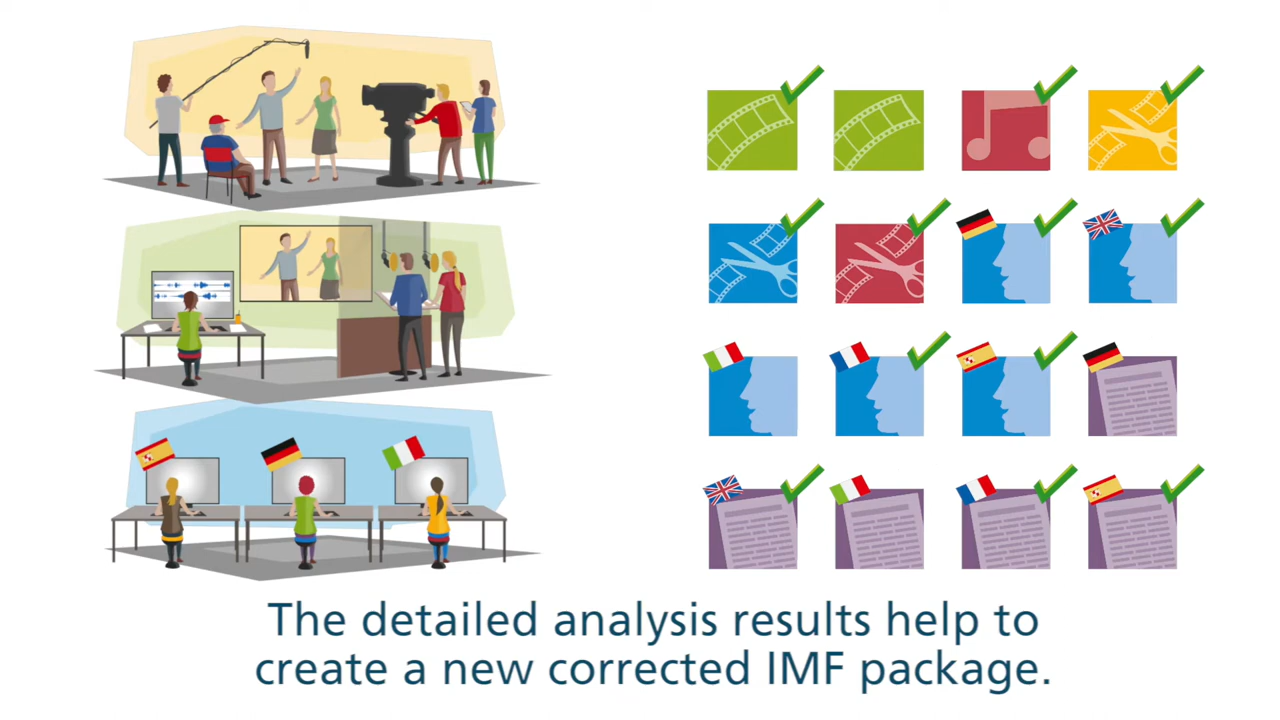 The detailed analysis results help to
create a new corrected IMF package.